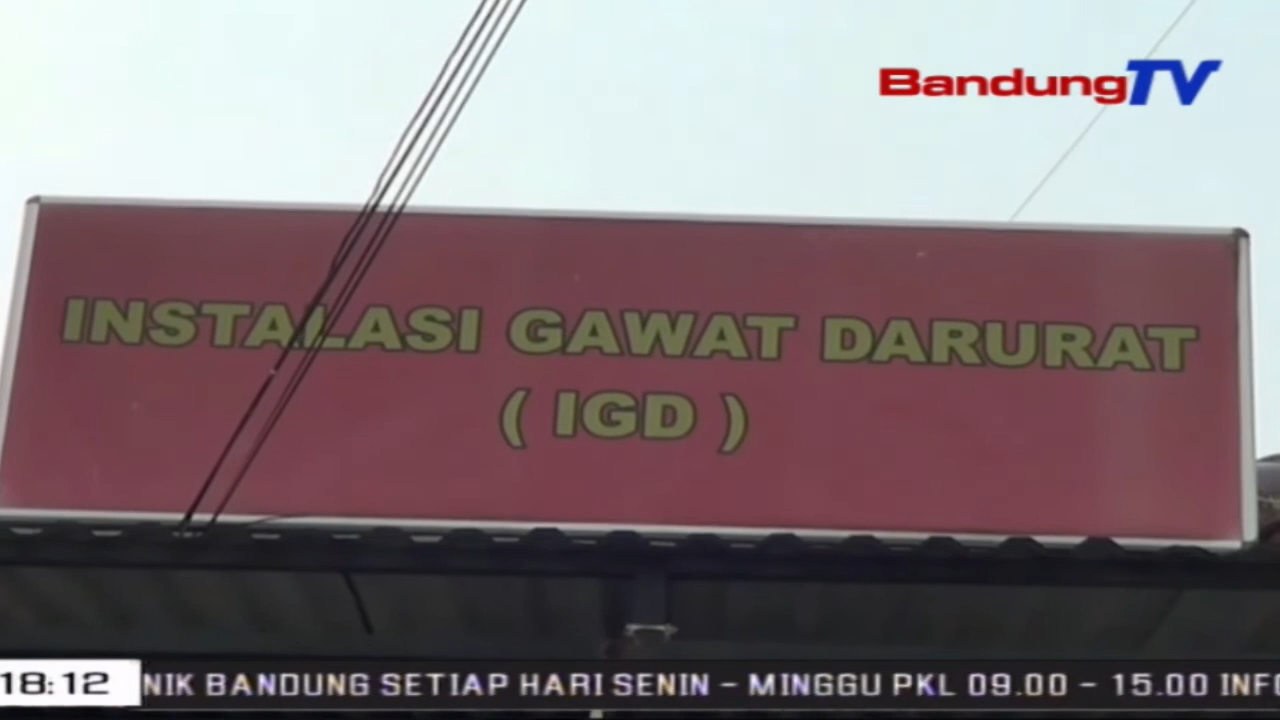 BandungTV
INSTALASI GAWAT DARURAT
( IGD )
18:12
NIK BANDUNG SETIAP HARI SENIN - MINGGU PKL 09.00 - 15.00 INFO